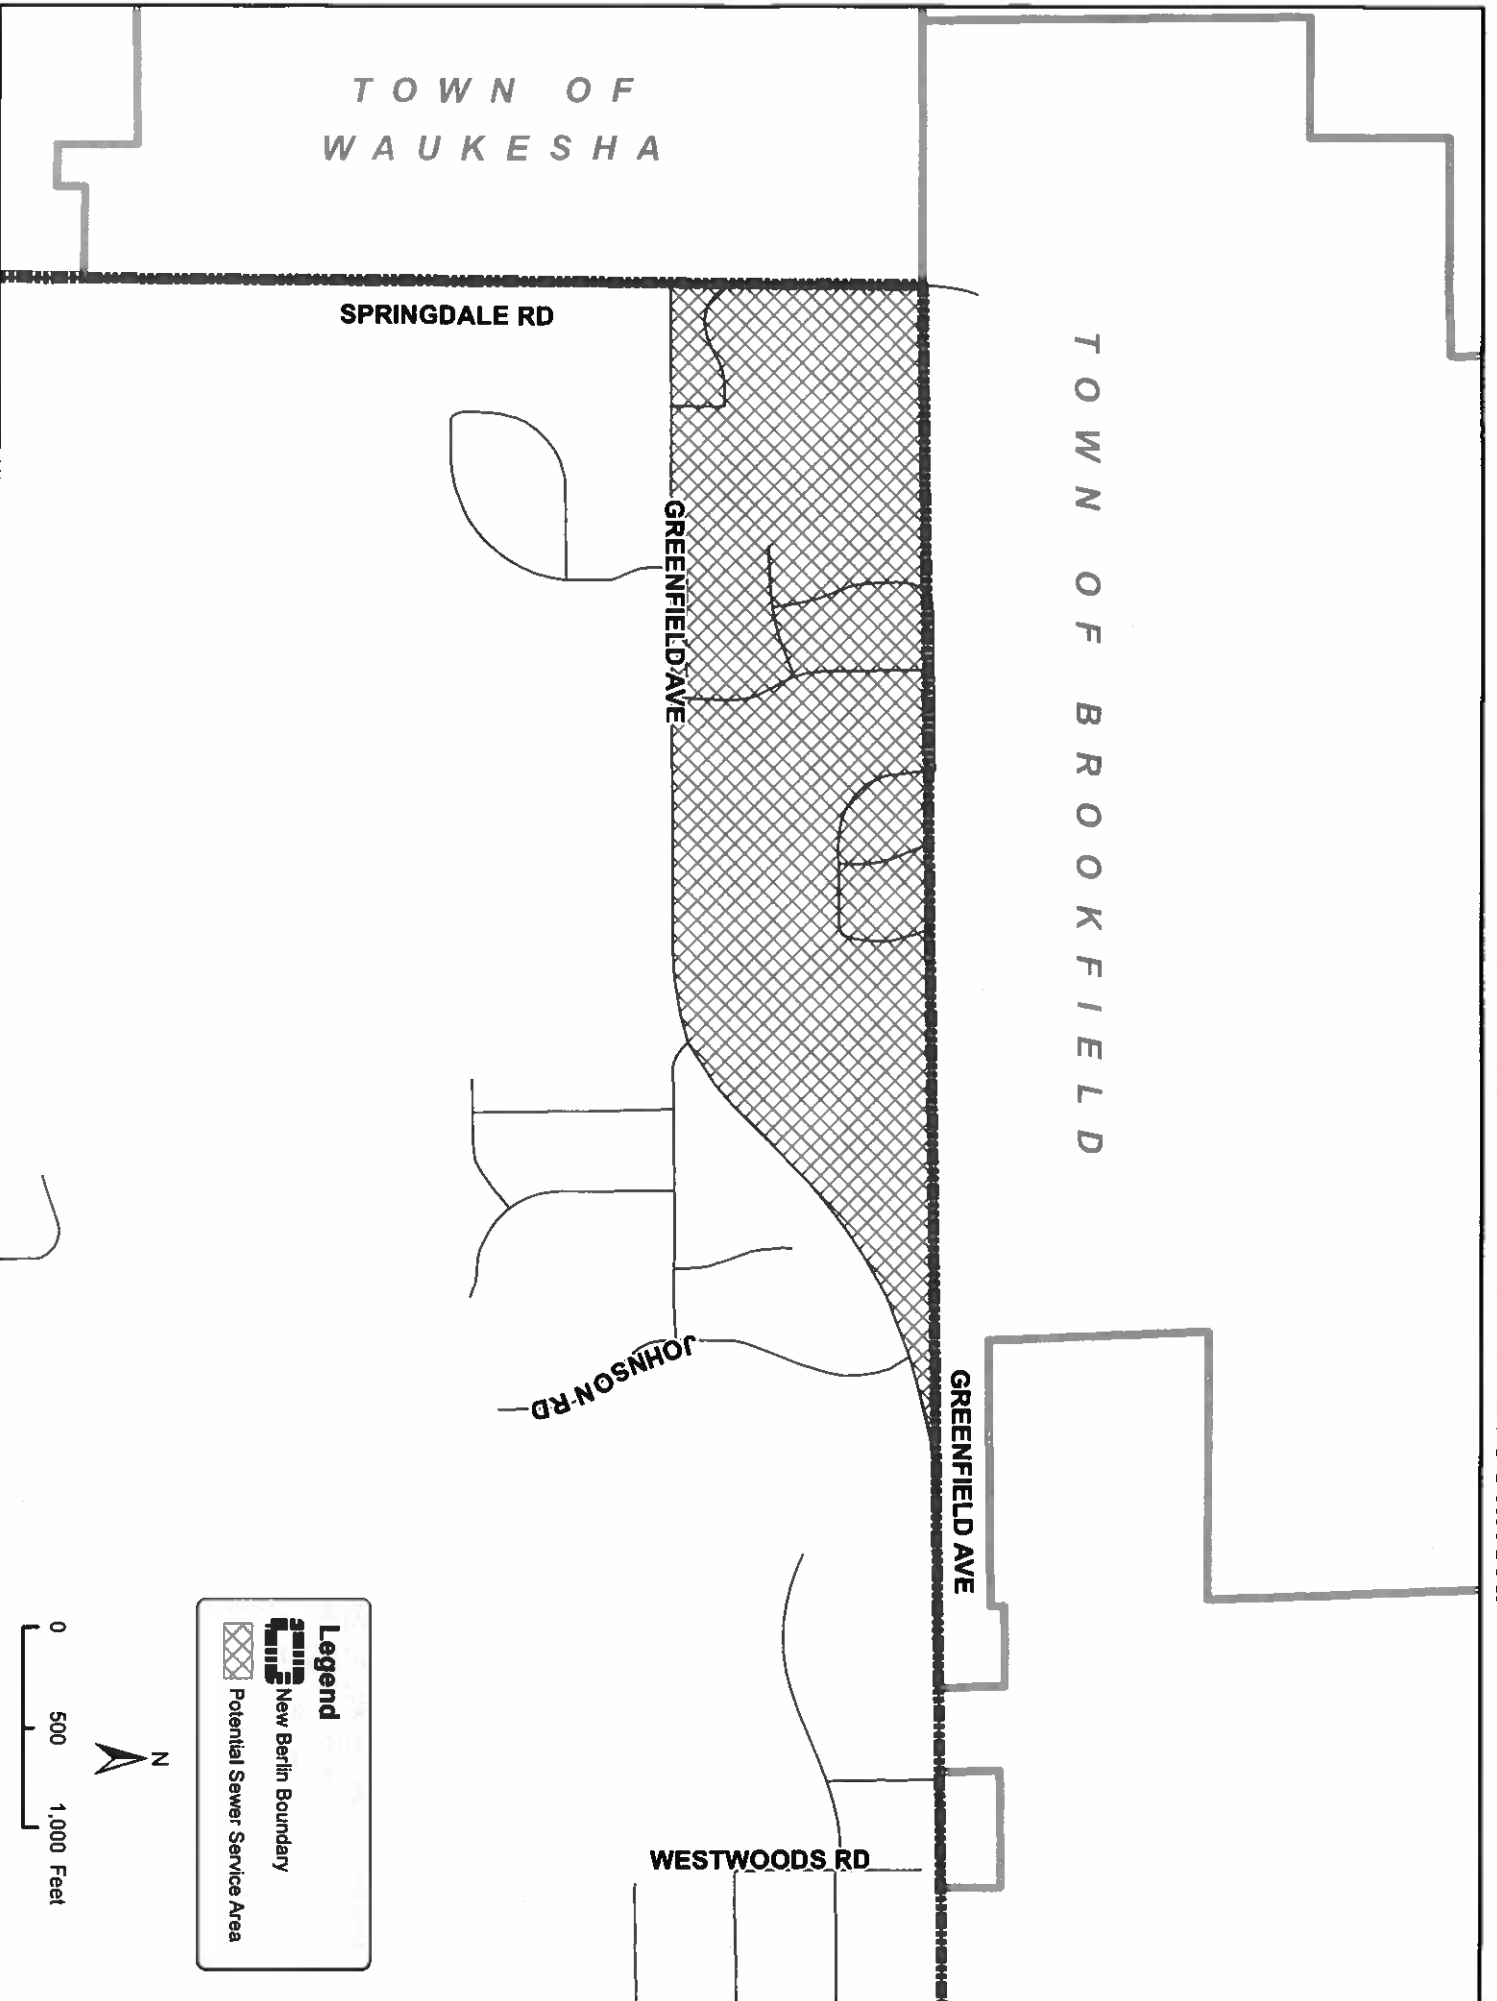 TOWN OF
WAUKESHA
TOWN OF BROOKFIELD
SPRINGDALE RD
GREENFIELD AVE
JOHNSON RD
GREENFIELD AVE
WESTWOODS RD
Legend
New Berlin Boundary
Potential Sewer Service Area
N
0 500 1,000 Feet